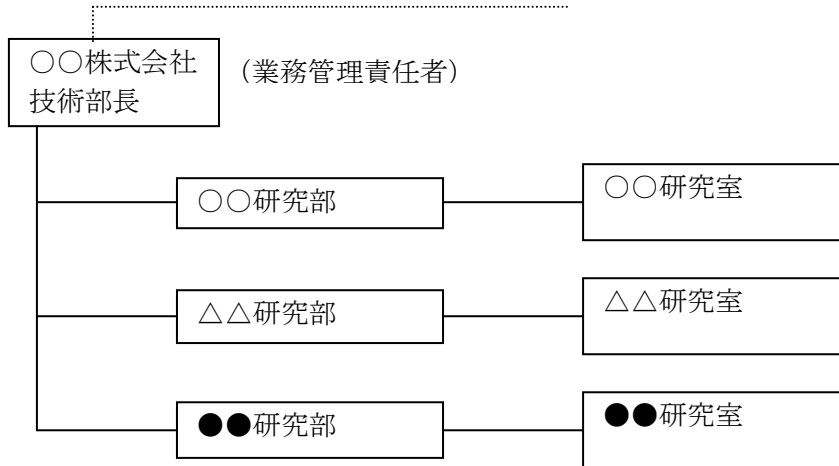 ○○株式会社
技術部長
（業務管理責任者）
○○研究部
○○研究室
△△研究部
△△研究室
●●研究部
●●研究室